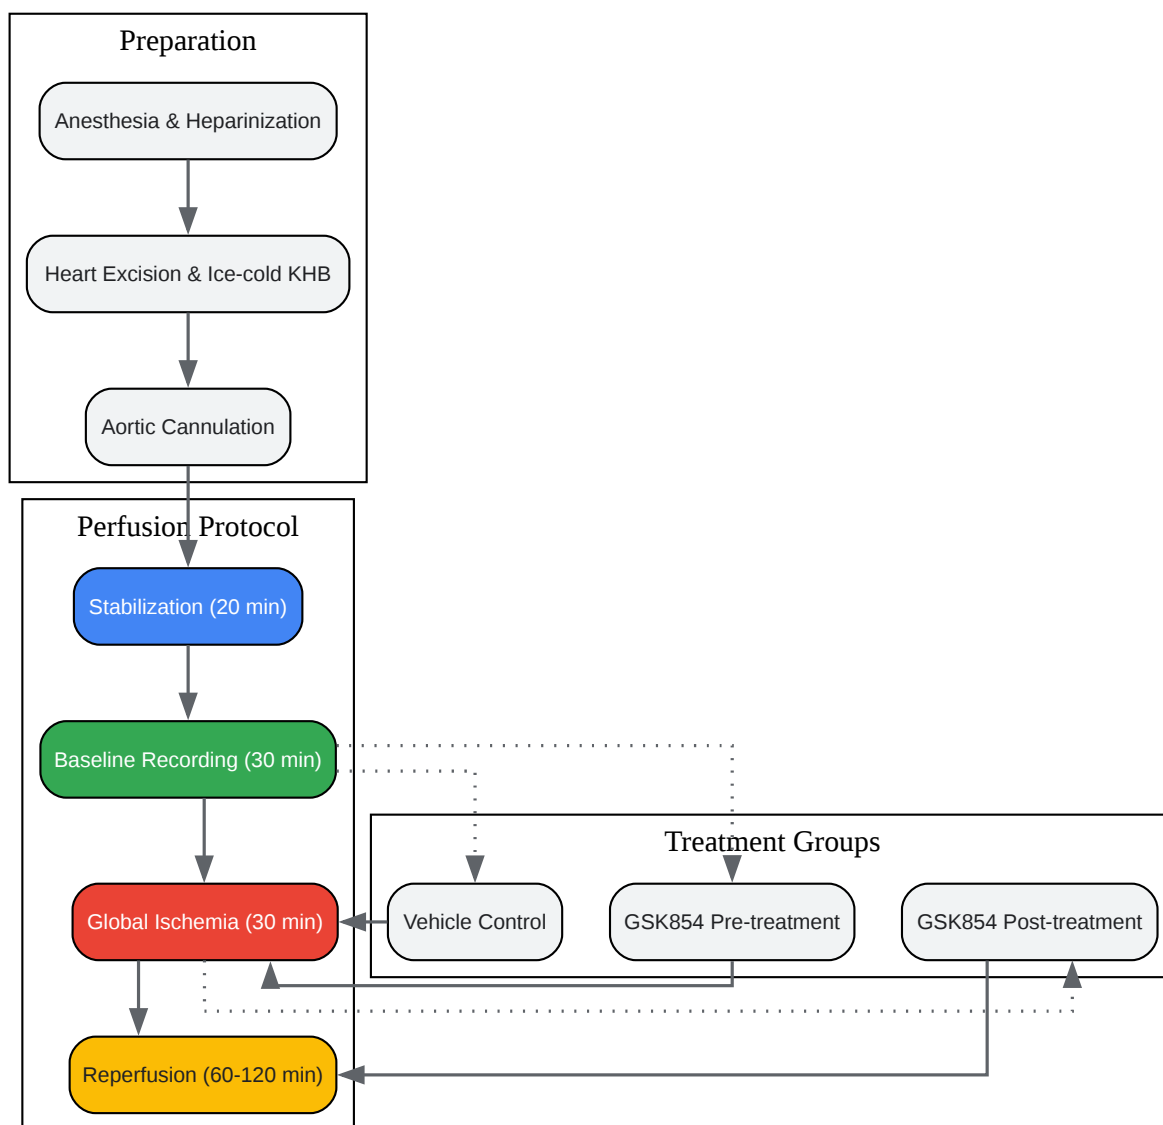 Preparation
Anesthesia & Heparinization
Heart Excision & Ice-cold KHB
Aortic Cannulation
Perfusion Protocol
Stabilization (20 min)
Baseline Recording (30 min)
Treatment Groups
Global Ischemia (30 min)
Vehicle Control
GSK854 Pre-treatment
GSK854 Post-treatment
Reperfusion (60-120 min)